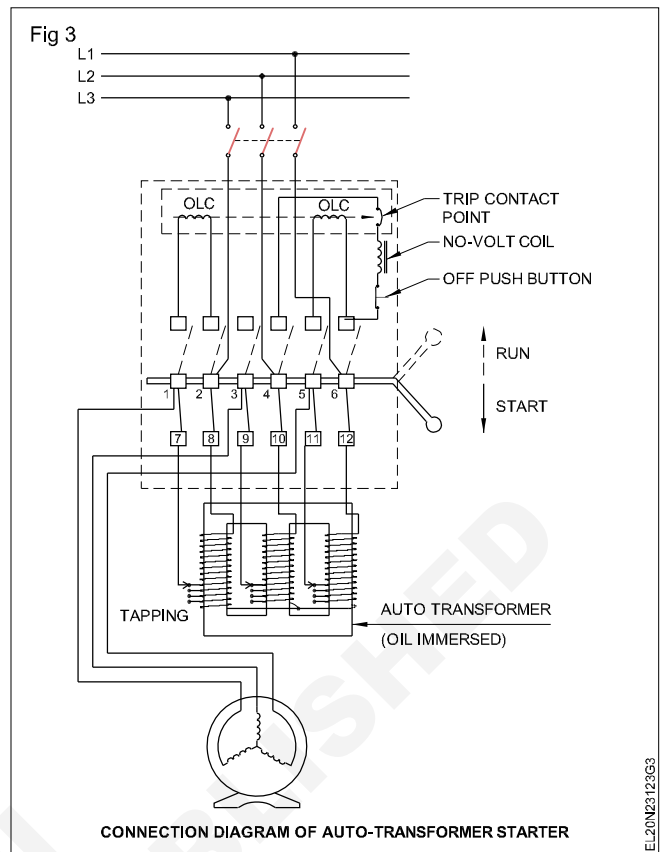 Fig 3
L1
L2
L3
OLC
OLC
TRIP CONTACT
POINT
NO-VOLT COIL
OFF PUSH BUTTON
RUN
START
1
2
3
4
5
6
7
8
9
10
11
12
TAPPING
AUTO TRANSFORMER
(OIL IMMERSED)
CONNECTION DIAGRAM OF AUTO-TRANSFORMER STARTER
EL20N23123G3
BLISHED